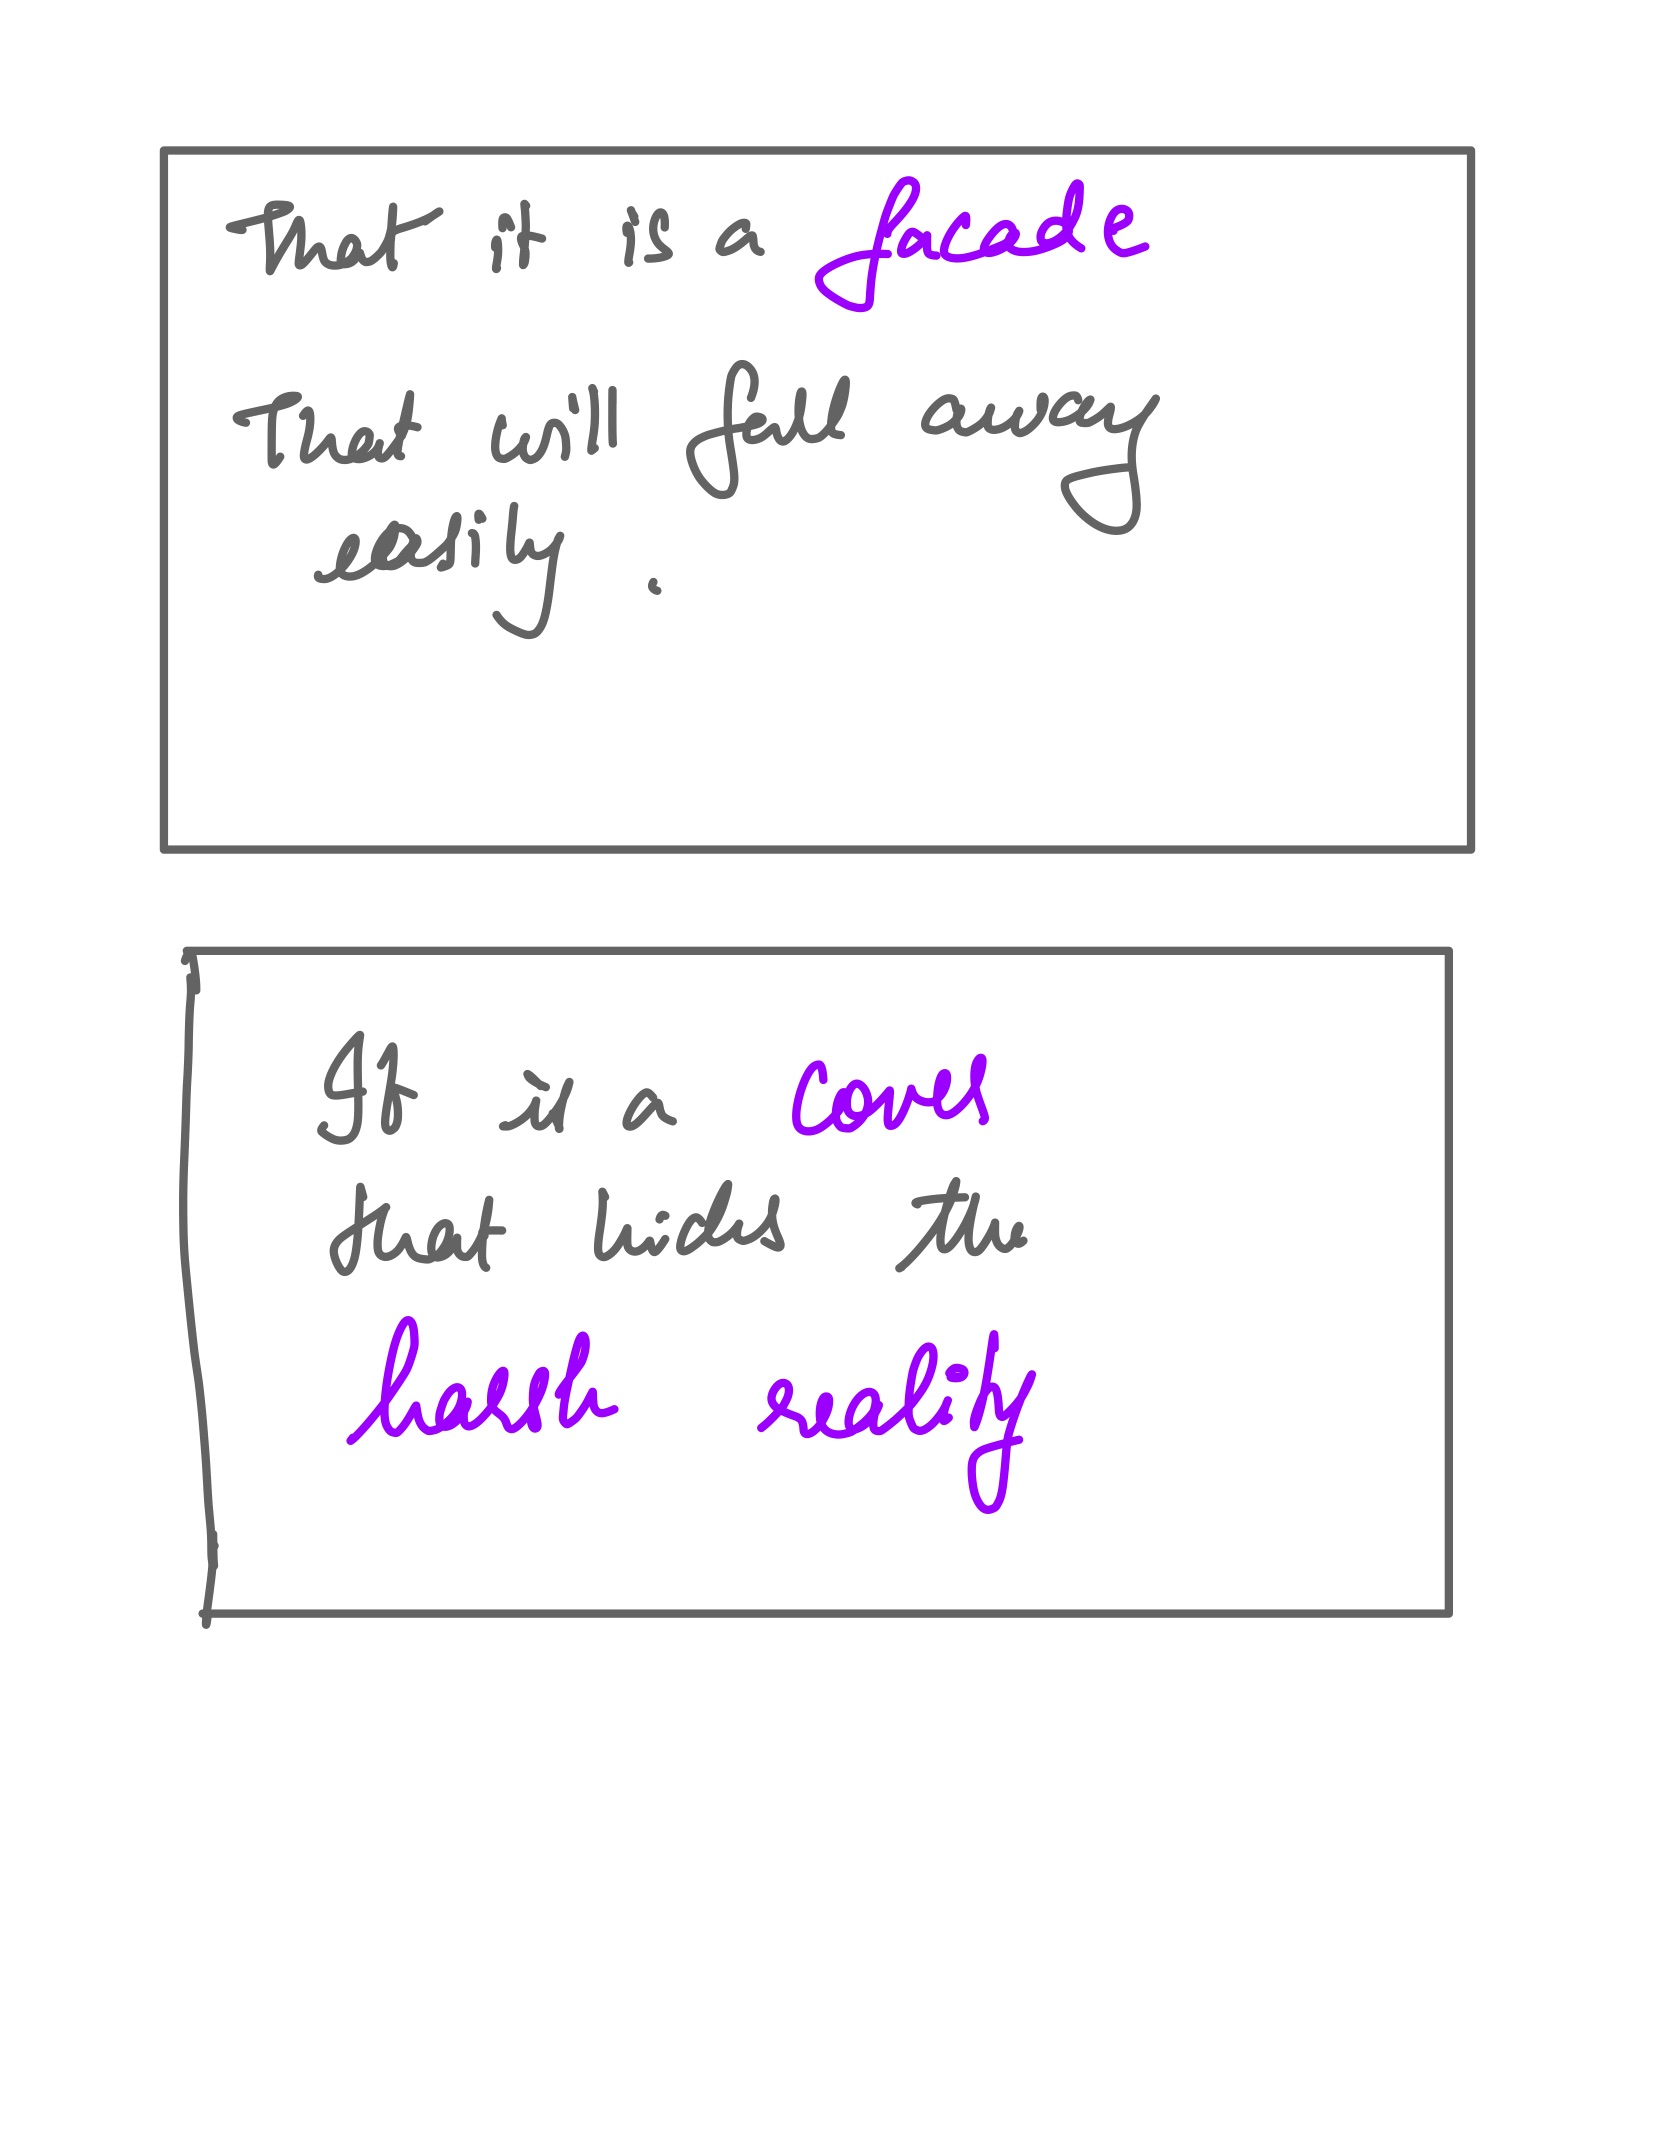 That it is a facade
That will fall away
easily .
It is a cover
that hides the
harsh reality